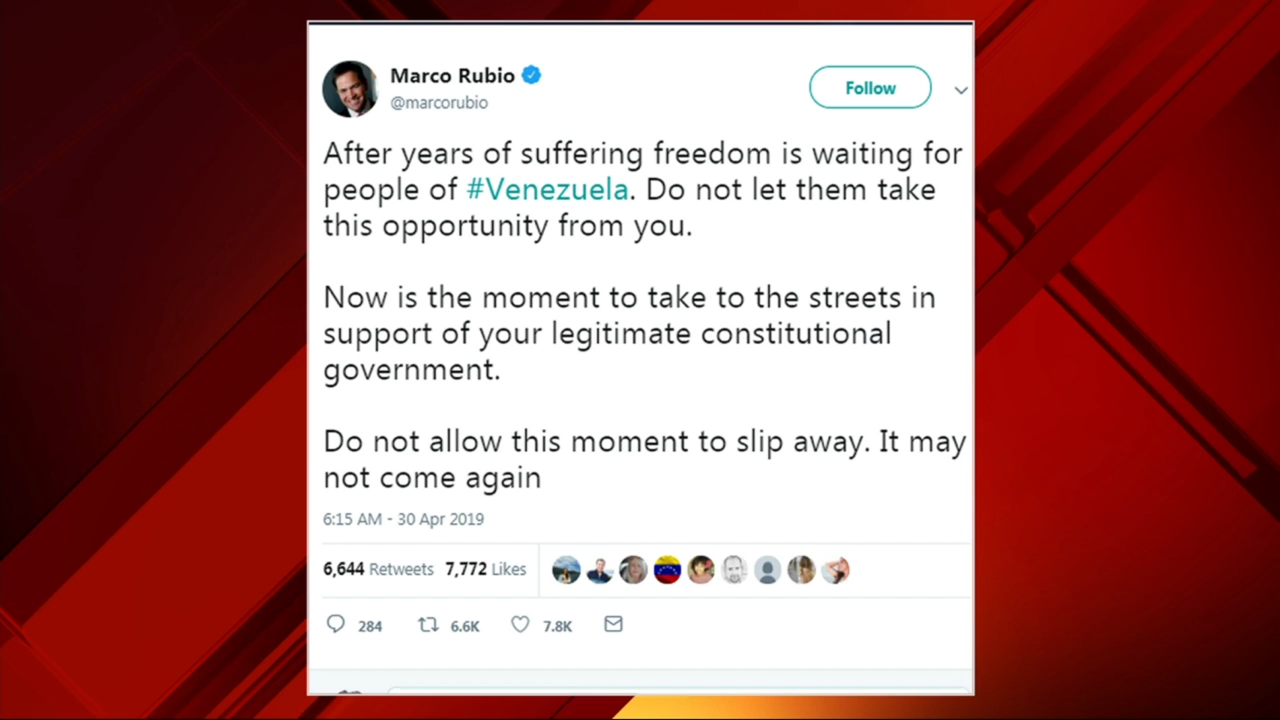 Marco Rubio
@marcorubio
Follow
After years of suffering freedom is waiting for
people of #Venezuela. Do not let them take
this opportunity from you.
Now is the moment to take to the streets in
support of your legitimate constitutional
government.
Do not allow this moment to slip away. It may
not come again
6:15 AM - 30 Apr 2019
6,644 Retweets 7,772 Likes
284 6.6K 7.8K